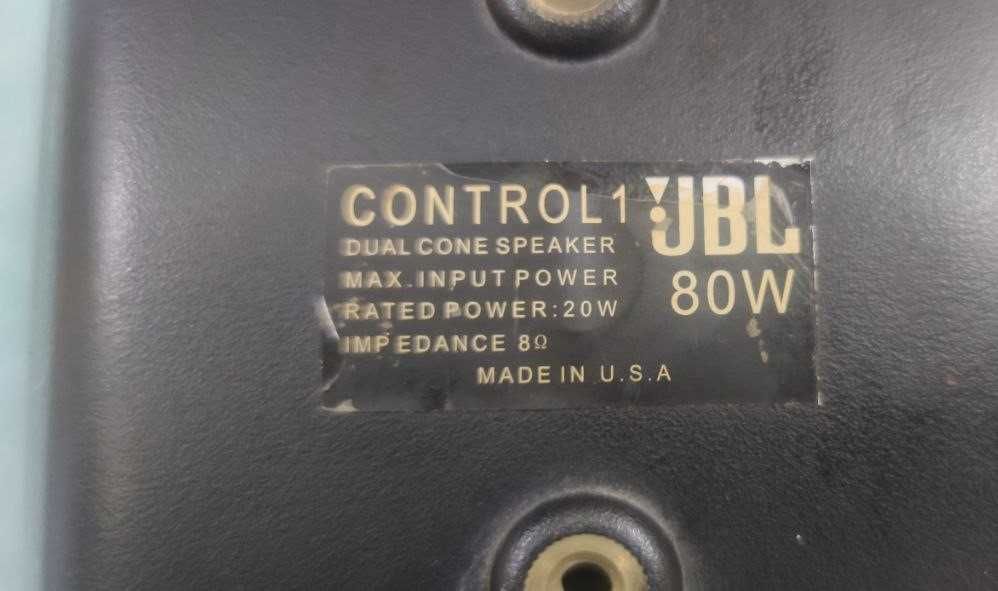 CONTROL1 JBL
DUAL CONE SPEAKER
MAX.INPUT POWER 80W
RATED POWER:20W
IMPEDANCE 8Ω
MADE IN U.S.A